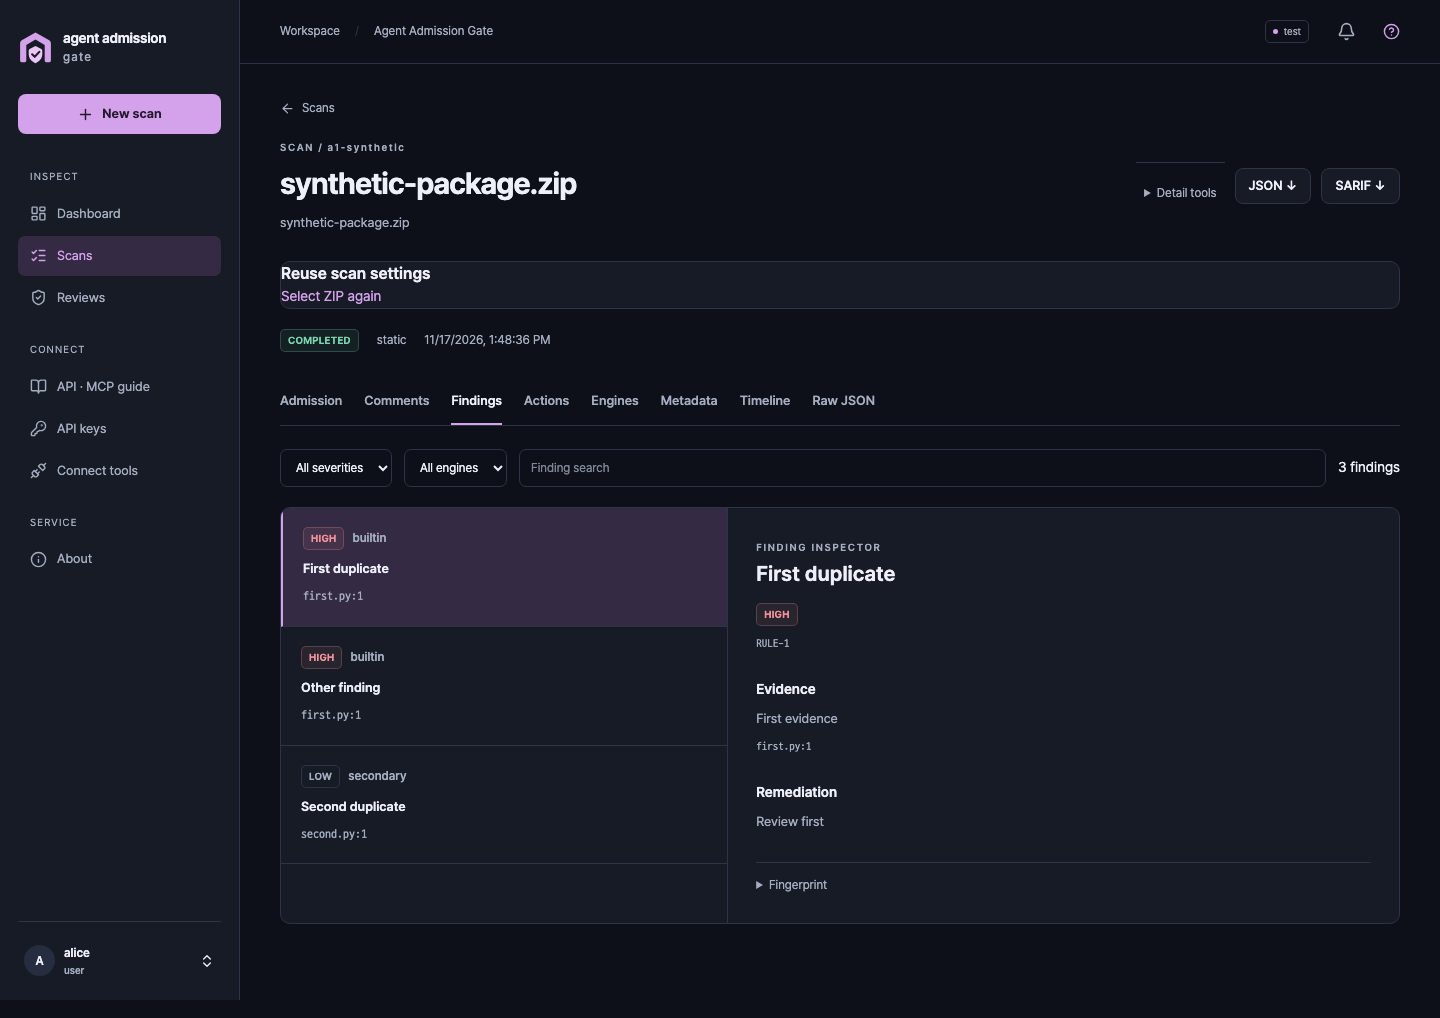 agent admission
gate
New scan
INSPECT
Dashboard
Scans
Reviews
CONNECT
API · MCP guide
API keys
Connect tools
SERVICE
About
A
alice
user
Workspace / Agent Admission Gate
test
← Scans
SCAN / a1-synthetic
synthetic-package.zip
synthetic-package.zip
Detail tools
JSON ↓
SARIF ↓
Reuse scan settings
Select ZIP again
COMPLETED static 11/17/2026, 1:48:36 PM
Admission Comments Findings Actions Engines Metadata Timeline Raw JSON
All severities All engines Finding search 3 findings
HIGH builtin
First duplicate
first.py:1
HIGH builtin
Other finding
first.py:1
LOW secondary
Second duplicate
second.py:1
FINDING INSPECTOR
First duplicate
HIGH
RULE-1
Evidence
First evidence
first.py:1
Remediation
Review first
Fingerprint